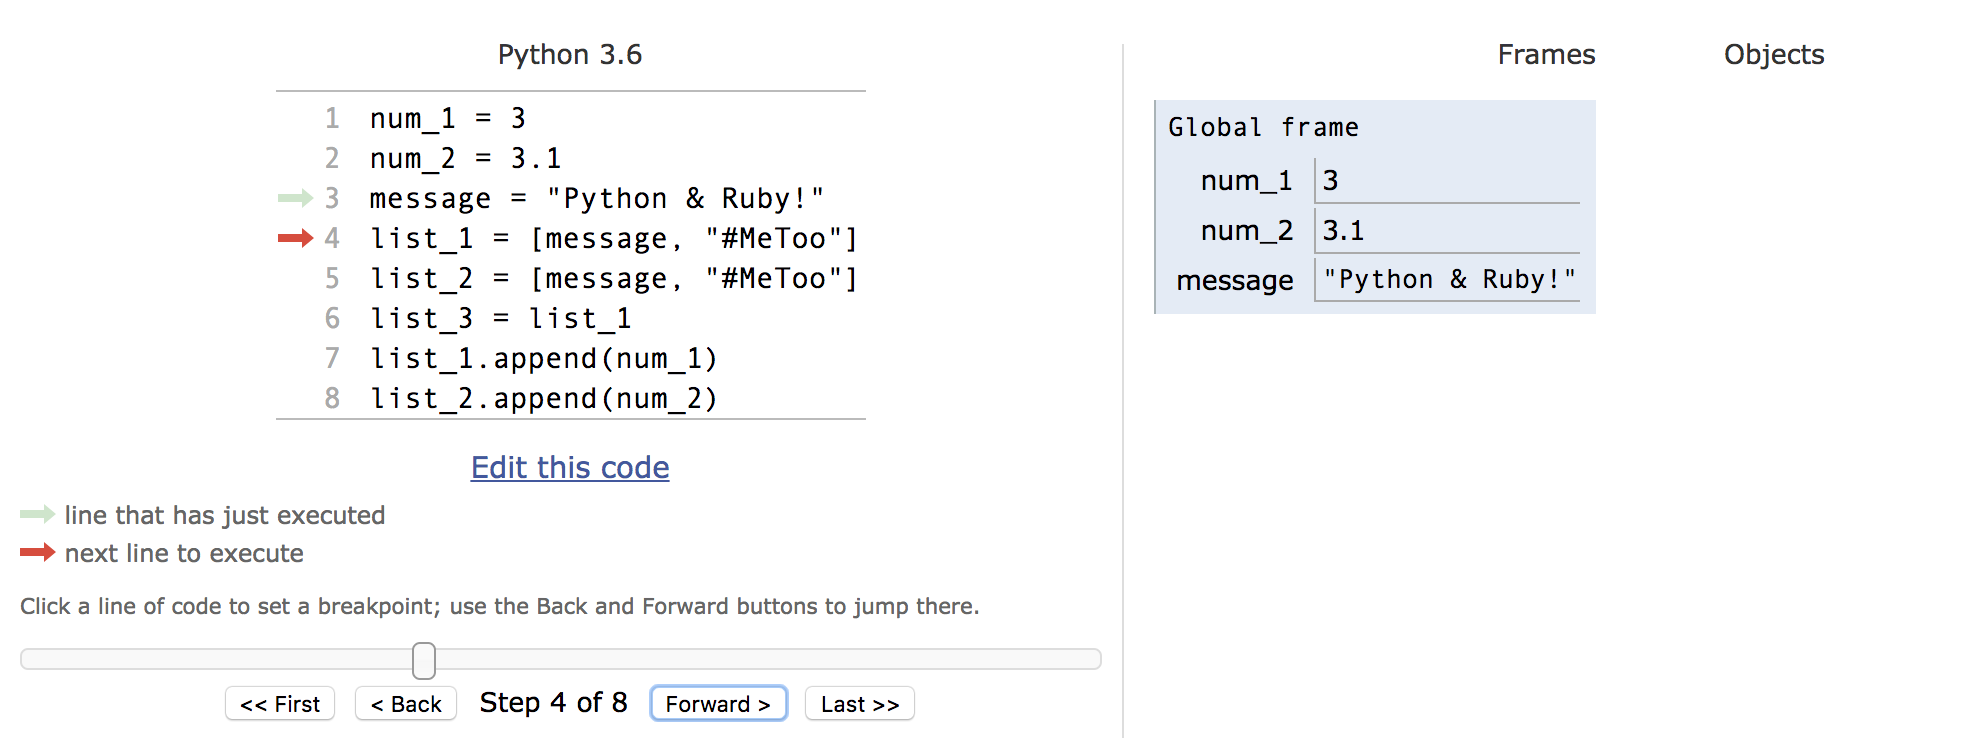 Python 3.6
1 num_1 = 3
2 num_2 = 3.1
3 message = "Python & Ruby!"
4 list_1 = [message, "#MeToo"]
5 list_2 = [message, "#MeToo"]
6 list_3 = list_1
7 list_1.append(num_1)
8 list_2.append(num_2)
Edit this code
line that has just executed
next line to execute
Click a line of code to set a breakpoint; use the Back and Forward buttons to jump there.
<< First < Back Step 4 of 8 Forward > Last >>
Frames Objects
Global frame
num_1 3
num_2 3.1
message "Python & Ruby!"